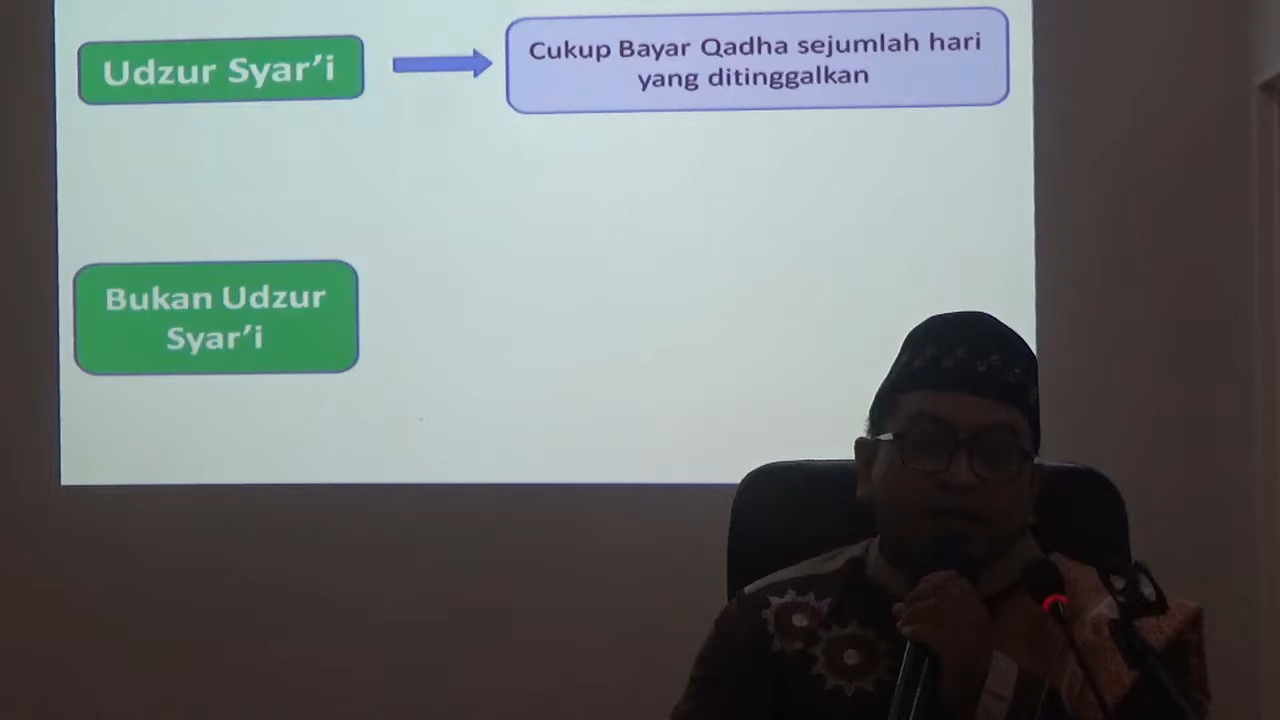 Udzur Syar'i
Cukup Bayar Qadha sejumlah hari
yang ditinggalkan
Bukan Udzur
Syar'i